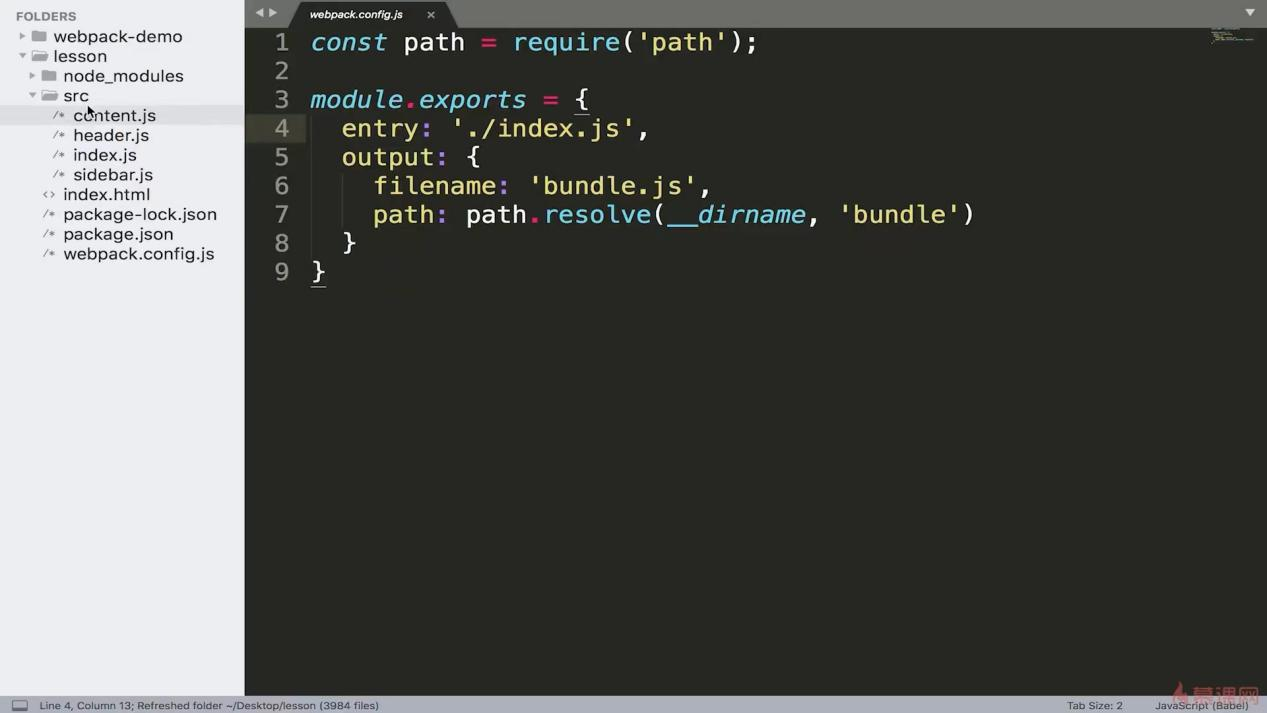 FOLDERS
webpack-demo
lesson
node_modules
src
/* content.js
/* header.js
/* index.js
/* sidebar.js
<> index.html
/* package-lock.json
/* package.json
/* webpack.config.js
webpack.config.js ×
1 const path = require('path');
2
3 module.exports = {
4 entry: './index.js',
5 output: {
6 filename: 'bundle.js',
7 path: path.resolve(__dirname, 'bundle')
8 }
9 }
Line 4, Column 13; Refreshed folder ~/Desktop/lesson (3984 files)
Tab Size: 2
JavaScript (Babel)
慕课网